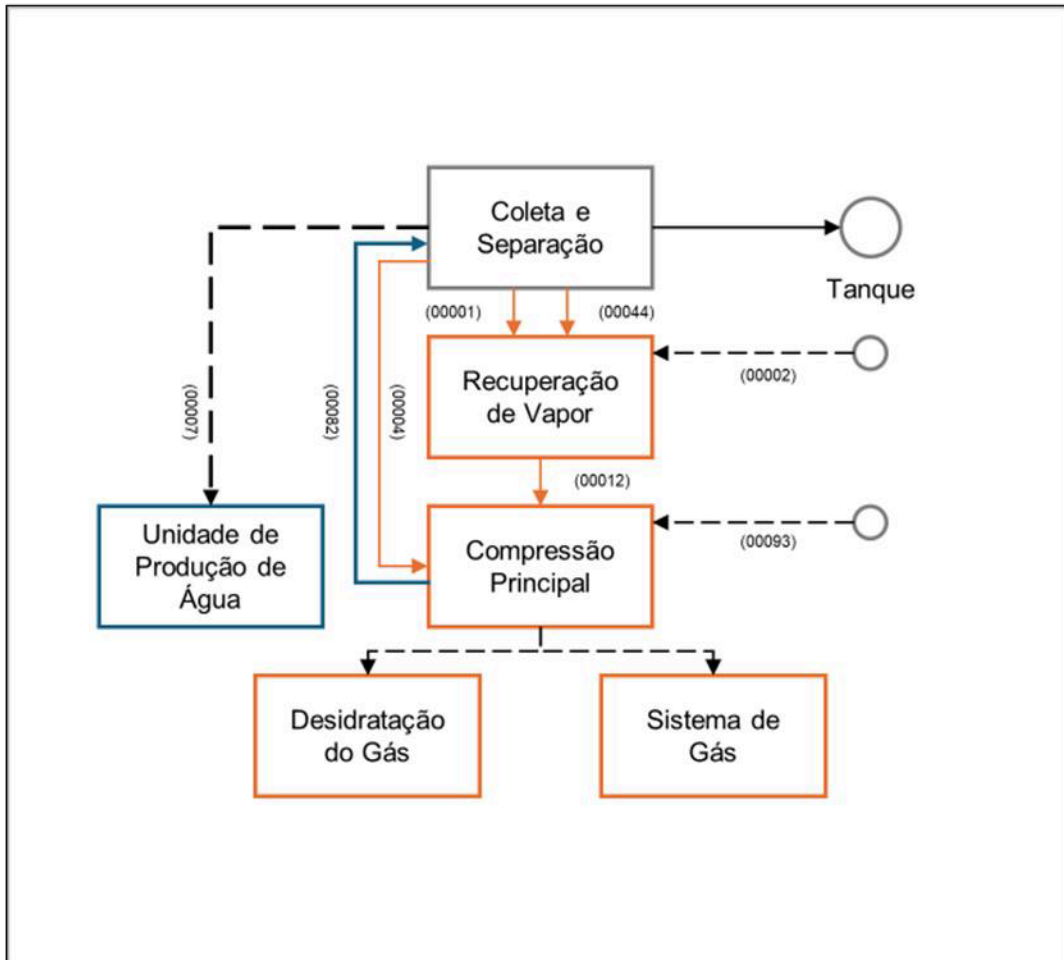 Coleta e
Separação
Tanque
(00001)
(00044)
(00002)
Recuperação
de Vapor
(00007)
(00082)
(00004)
(00012)
(00093)
Unidade de
Produção de
Água
Compressão
Principal
Desidratação
do Gás
Sistema de
Gás